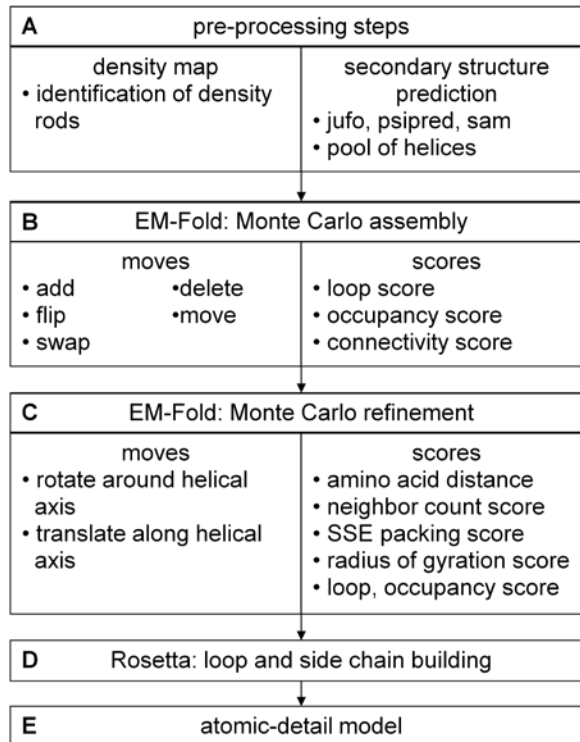 A pre-processing steps
density map
• identification of density
rods
secondary structure
prediction
• jufo, psipred, sam
• pool of helices
B EM-Fold: Monte Carlo assembly
moves
• add •delete
• flip •move
• swap
scores
• loop score
• occupancy score
• connectivity score
C EM-Fold: Monte Carlo refinement
moves
• rotate around helical
axis
• translate along helical
axis
scores
• amino acid distance
• neighbor count score
• SSE packing score
• radius of gyration score
• loop, occupancy score
D Rosetta: loop and side chain building
E atomic-detail model